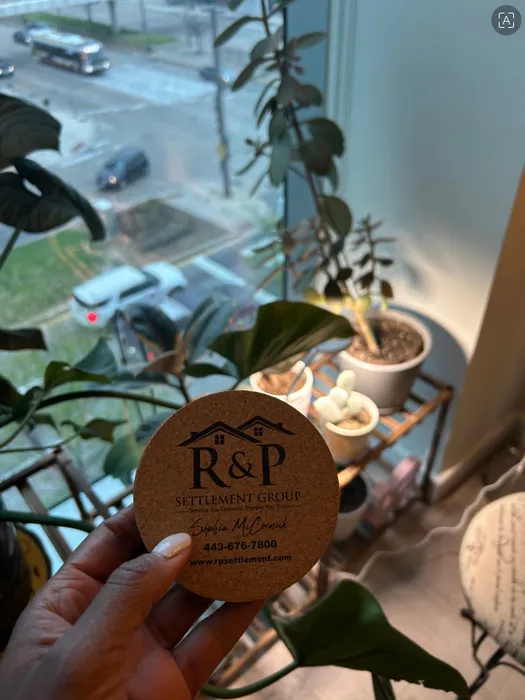 R&P
SETTLEMENT GROUP
Sophia McCormick
443-676-7800
www.rpsettlement.com